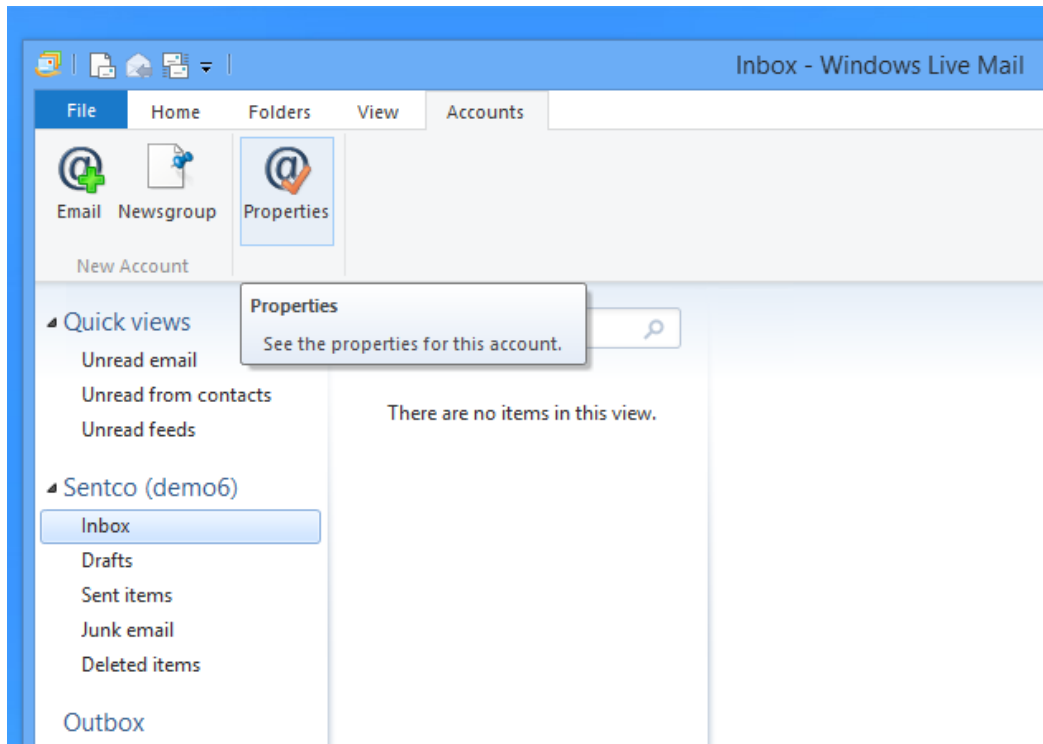 Inbox - Windows Live Mail
File Home Folders View Accounts
Email Newsgroup Properties
New Account
Properties
See the properties for this account.
Quick views
Unread email
Unread from contacts
Unread feeds
There are no items in this view.
Sentco (demo6)
Inbox
Drafts
Sent items
Junk email
Deleted items
Outbox